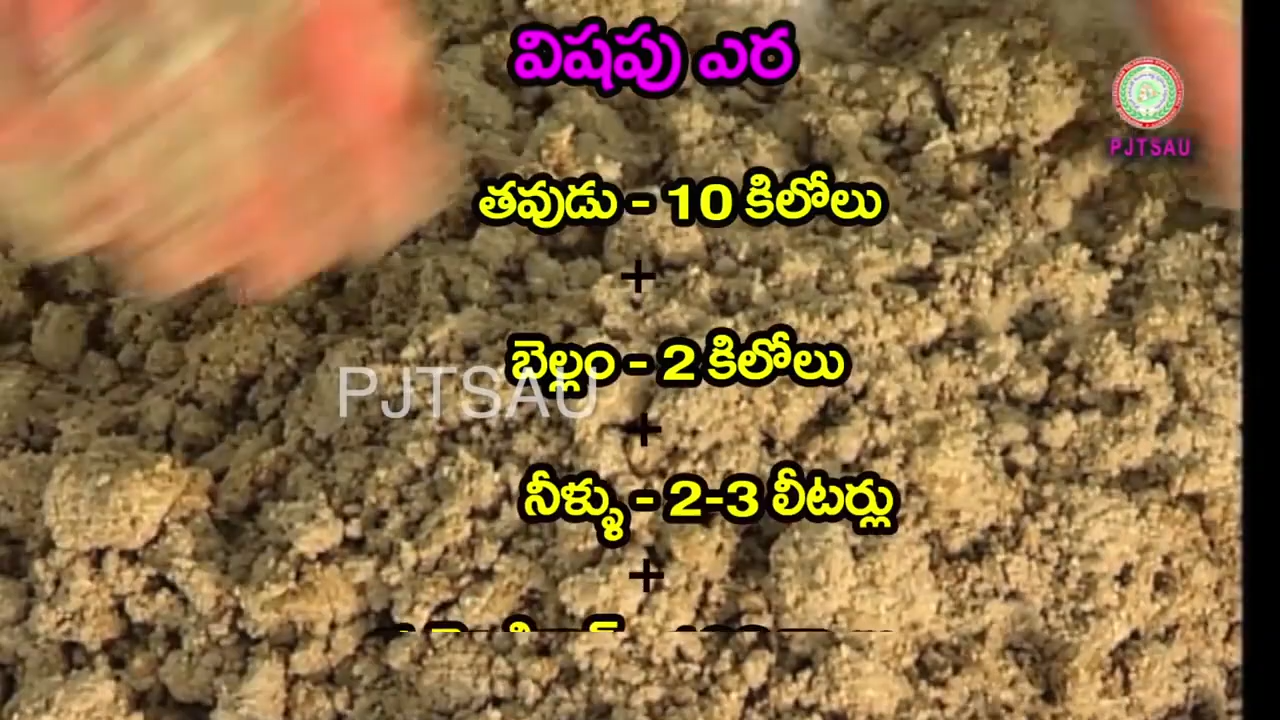 విషపు ఎర
PJTSAU
తవుడు - 10 కిలోలు
+
బెల్లం - 2 కిలోలు
PJTSAU
+
నీళ్ళు - 2-3 లీటర్లు
+